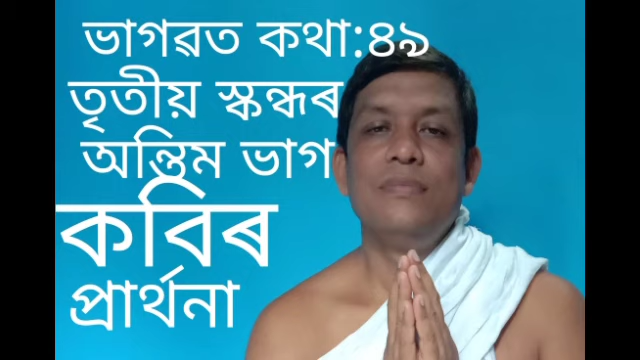 ভাগৱত কথা:৪৯
তৃতীয় স্কন্ধৰ
অন্তিম ভাগ
কবিৰ
প্ৰাৰ্থনা